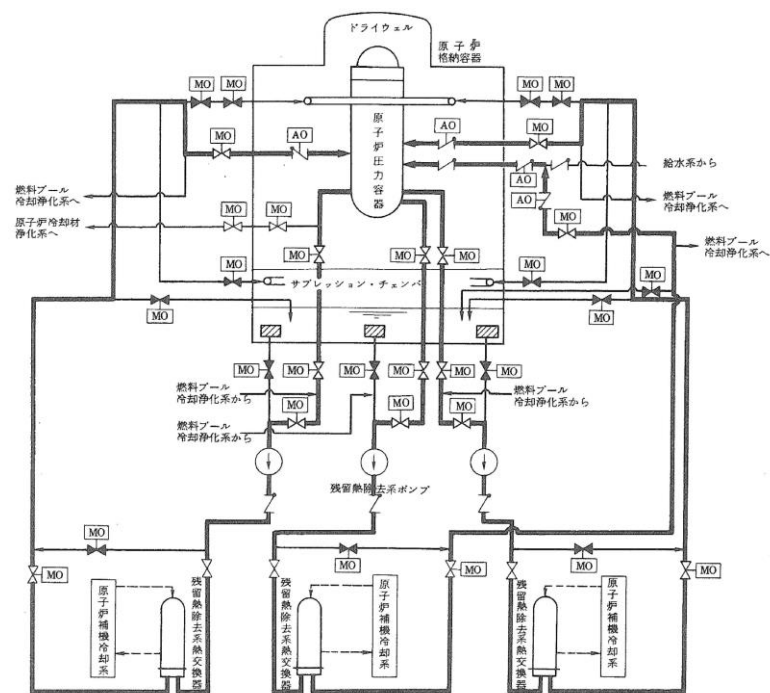 ドライウェル
原子炉
格納容器
MO
MO
MO
MO
原子炉圧力容器
MO
AO
AO
MO
給水系から
AO
AO
燃料プール
冷却浄化系へ
燃料プール
冷却浄化系へ
原子炉冷却材
浄化系へ
MO
MO
MO
燃料プール
冷却浄化系へ
MO
MO
MO
MO
サプレッション・チェンバ
MO
MO
MO
MO
MO
MO
MO
MO
MO
MO
燃料プール
冷却浄化系から
燃料プール
冷却浄化系から
MO
MO
MO
燃料プール
冷却浄化系から
残留熱除去系ポンプ
MO
MO
MO
MO
MO
MO
原子炉補機冷却系
残留熱除去系熱交換器
残留熱除去系熱交換器
原子炉補機冷却系
残留熱除去系熱交換器
原子炉補機冷却系